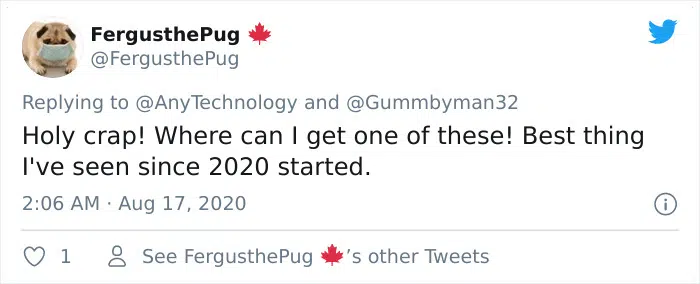 FergusthePug 🍁
@FergusthePug
Replying to @AnyTechnology and @Gummbyman32
Holy crap! Where can I get one of these! Best thing
I've seen since 2020 started.
2:06 AM · Aug 17, 2020
1
See FergusthePug 🍁’s other Tweets